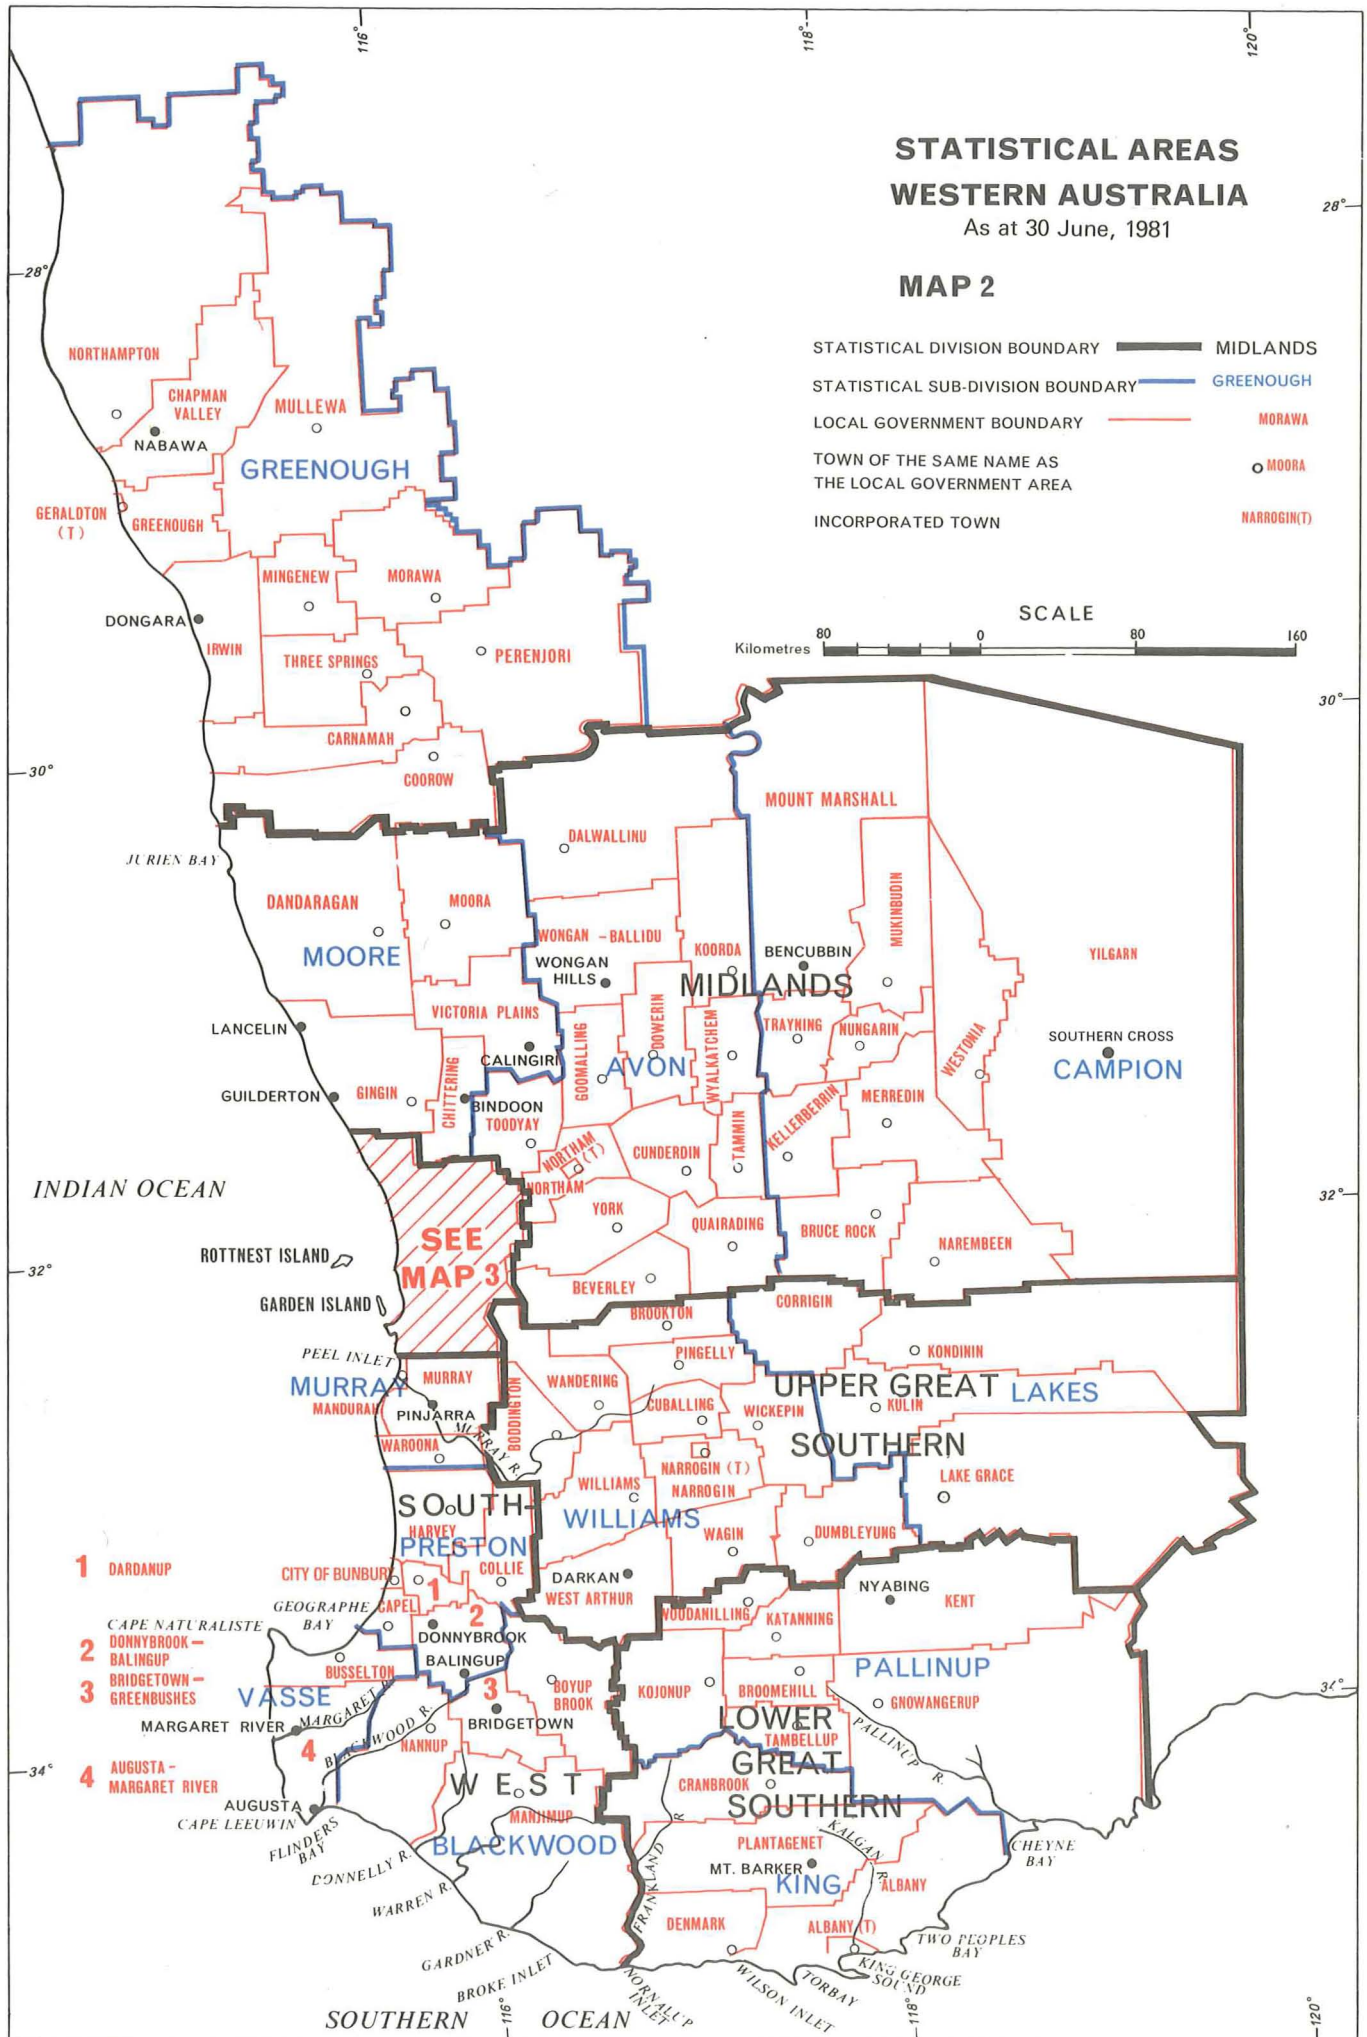 116°
118°
120°
STATISTICAL AREAS
WESTERN AUSTRALIA
As at 30 June, 1981
MAP 2
28°
28°
STATISTICAL DIVISION BOUNDARY
MIDLANDS
STATISTICAL SUB-DIVISION BOUNDARY
GREENOUGH
LOCAL GOVERNMENT BOUNDARY
MORAWA
TOWN OF THE SAME NAME AS
THE LOCAL GOVERNMENT AREA
MOORA
INCORPORATED TOWN
NARROGIN(T)
SCALE
80
0
80
160
Kilometres
NORTHAMPTON
CHAPMAN
VALLEY
MULLEWA
NABAWA
GREENOUGH
GERALDTON
(T)
GREENOUGH
MINGENEW
MORAWA
DONGARA
IRWIN
THREE SPRINGS
PERENJORI
30°
CARNAMAH
COOROW
30°
MOUNT MARSHALL
DALWALLINU
JURIEN BAY
DANDARAGAN
MOORA
MUKINBUDIN
WONGAN – BALLIDU
KOORDA
BENCUBBIN
YILGARN
MOORE
WONGAN
HILLS
MIDLANDS
VICTORIA PLAINS
LANCELIN
TRAYNING
NUNGARIN
DOWERIN
WYALKATCHEM
WESTONIA
SOUTHERN CROSS
CALINGIRI
GOOMALLING
AVON
CAMPION
CHITTERING
GUILDERTON
GINGIN
BINDOON
TOODYAY
MERREDIN
KELLERBERRIN
TAMMIN
NORTHAM
(T)
CUNDERDIN
NORTHAM
INDIAN OCEAN
32°
YORK
QUAIRADING
BRUCE ROCK
NAREMBEEN
SEE
MAP 3
ROTTNEST ISLAND
32°
BEVERLEY
GARDEN ISLAND
BROOKTON
CORRIGIN
PEEL INLET
PINGELLY
KONDININ
MURRAY
MURRAY
MANDURAH
WANDERING
UPPER GREAT
LAKES
PINJARRA
BODDINGTON
CUBALLING
WICKEPIN
KULIN
MURRAY R.
WAROONA
SOUTHERN
NARROGIN (T)
WILLIAMS
NARROGIN
LAKE GRACE
SOUTH-
HARVEY
WILLIAMS
WAGIN
DUMBLEYUNG
PRESTON
1 DARDANUP
CITY OF BUNBURY
COLLIE
DARKAN
NYABING
1
WEST ARTHUR
KENT
GEOGRAPHE
BAY
CAPEL
2
WOODANILLING
KATANNING
CAPE NATURALISTE
DONNYBROOK
2 DONNYBROOK –
BALINGUP
BALINGUP
BUSSELTON
PALLINUP
3 BRIDGETOWN –
GREENBUSHES
VASSE
3
BOYUP
BROOK
KOJONUP
BROOMEHILL
GNOWANGERUP
34°
MARGARET RIVER
MARGARET R.
BRIDGETOWN
LOWER
TAMBELLUP
PALLINUP R.
4
BLACKWOOD R.
NANNUP
34°
4 AUGUSTA –
MARGARET RIVER
WEST
GREAT
CRANBROOK
SOUTHERN
AUGUSTA
CAPE LEEUWIN
FLINDERS
BAY
MANJIMUP
BLACKWOOD
PLANTAGENET
KALGAN R.
CHEYNE
BAY
DONNELLY R.
FRANKLAND R
MT. BARKER
KING
ALBANY
WARREN R.
DENMARK
ALBANY (T)
GARDNER R.
TWO PEOPLES
BAY
BROKE INLET
NORNALUP
INLET
WILSON INLET
TORBAY
KING GEORGE
SOUND
SOUTHERN OCEAN
116°
118°
120°